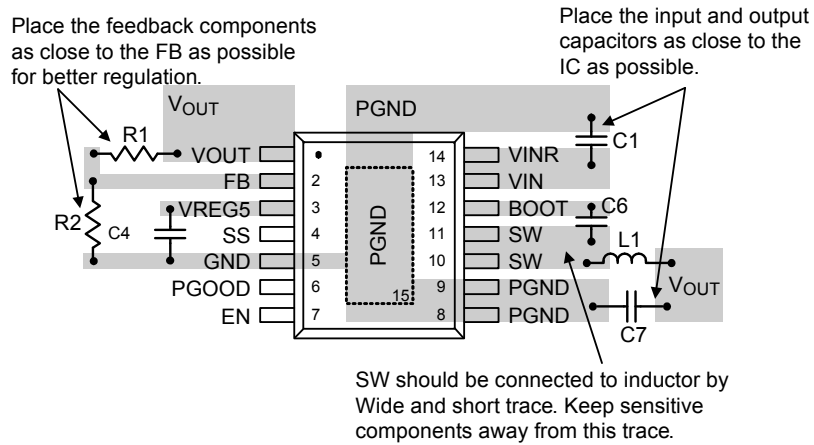 Place the feedback components
as close to the FB as possible
for better regulation.
Place the input and output
capacitors as close to the
IC as possible.
VOUT
PGND
R1
C1
VOUT
14
VINR
FB
2
13
VIN
R2
C4
VREG5
3
12
BOOT
C6
SS
4
PGND
11
SW
L1
GND
5
10
SW
PGOOD
6
15
9
PGND
VOUT
EN
7
8
PGND
C7
SW should be connected to inductor by
Wide and short trace. Keep sensitive
components away from this trace.